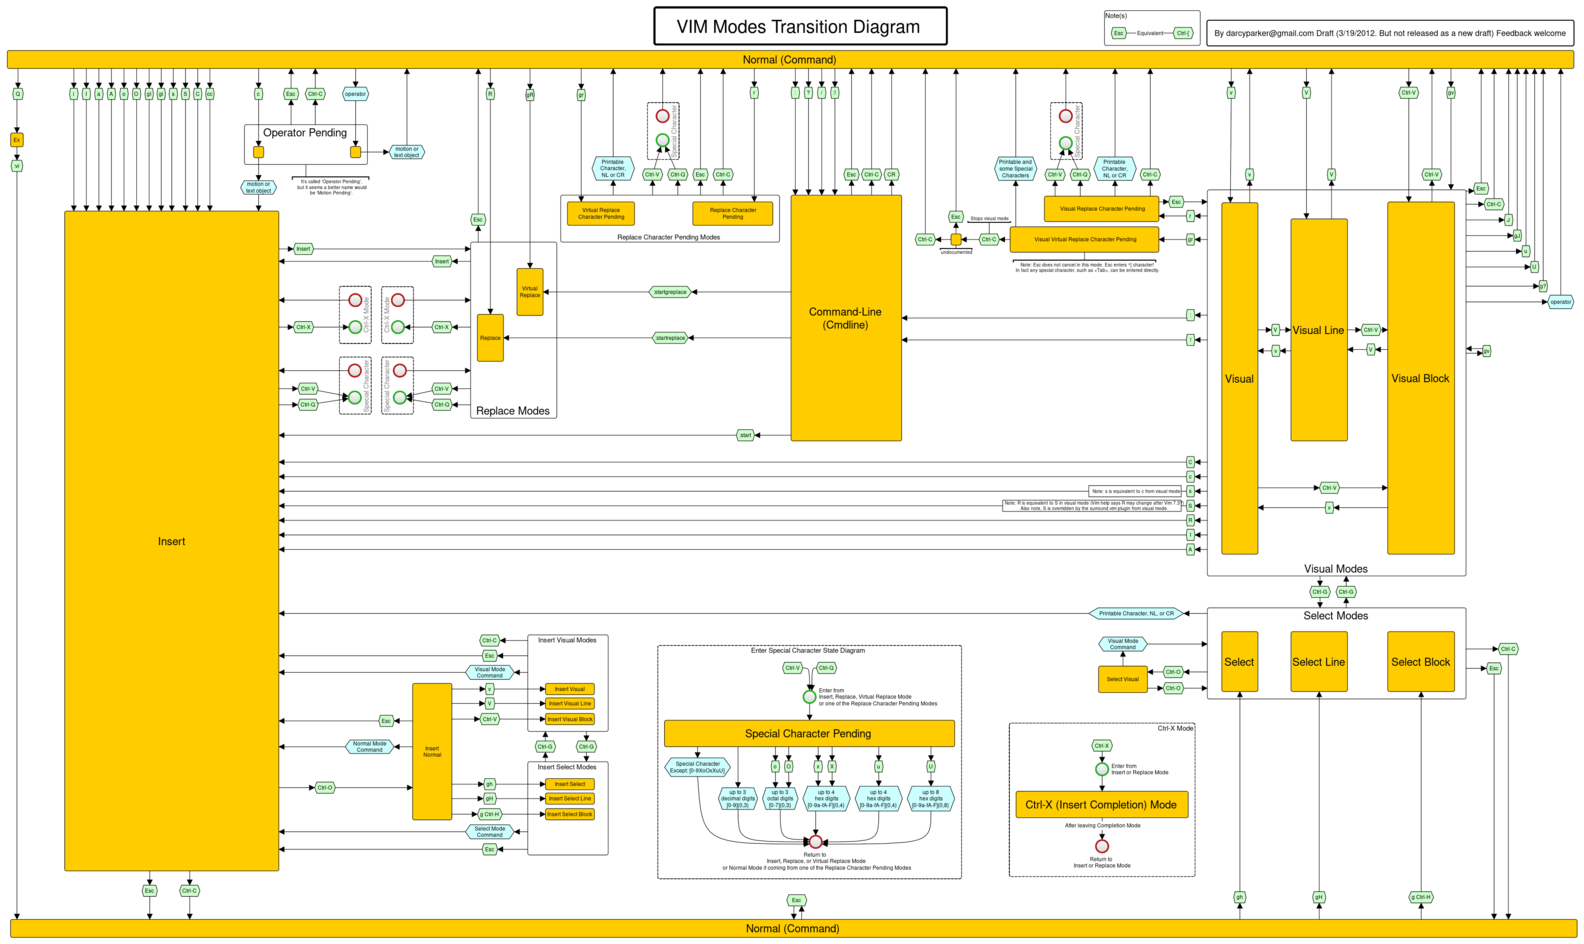 VIM Modes Transition Diagram
Note(s)
Esc
Equivalent
Ctrl-[
By darcyparker@gmail.com Draft (3/19/2012. But not released as a new draft) Feedback welcome
Normal (Command)
Q
i
I
a
A
o
O
gI
gi
s
S
C
cc
c
Esc
Ctrl-C
operator
R
gR
gr
r
:
?
/
!
v
V
Ctrl-V
gv
Ex
:vi
Operator Pending
motion or
text object
motion or
text object
It's called 'Operator Pending',
but it seems a better name would
be 'Motion Pending'.
Special Character
Printable
Character,
NL or CR
Ctrl-V
Ctrl-Q
Esc
Ctrl-C
Virtual Replace
Character Pending
Replace Character
Pending
Replace Character Pending Modes
Esc
Ctrl-C
CR
Special Character
Printable and
some Special
Characters
Ctrl-V
Ctrl-Q
Printable
Character,
NL or CR
Ctrl-C
Visual Replace Character Pending
Esc
r
Visual Virtual Replace Character Pending
gr
Stops visual mode
Esc
Ctrl-C
Ctrl-C
undocumented
Note: Esc does not cancel in this mode. Esc enters ^[ character!
In fact any special character, such as <Tab>, can be entered directly.
v
V
Ctrl-V
Esc
Ctrl-C
J
gJ
u
U
g?
operator
gv
Esc
Insert
Insert
Ctrl-X Mode
Ctrl-X Mode
Ctrl-X
Ctrl-X
Special Character
Special Character
Ctrl-V
Ctrl-Q
Ctrl-V
Ctrl-Q
Virtual
Replace
Replace
Replace Modes
:startgreplace
:startreplace
:start
Command-Line
(Cmdline)
:
!
Visual
Visual Line
Visual Block
V
v
Ctrl-V
V
Ctrl-V
v
Visual Modes
C
c
s
S
R
I
A
Note: s is equivalent to c from visual mode
Note: R is equivalent to S in visual mode (Vim help says R may change after Vim 7.3)
Also note, S is overridden by the surround.vim plugin from visual mode.
Insert
Ctrl-G
Ctrl-G
Printable Character, NL, or CR
Select Modes
Select
Select Line
Select Block
Visual Mode
Command
Select Visual
Ctrl-O
Ctrl-O
Ctrl-C
Esc
Insert Visual Modes
Ctrl-C
Esc
Visual Mode
Command
v
V
Ctrl-V
Insert Visual
Insert Visual Line
Insert Visual Block
Esc
Normal Mode
Command
Ctrl-O
Insert
Normal
Ctrl-G
Ctrl-G
Insert Select Modes
gh
gH
g Ctrl-H
Insert Select
Insert Select Line
Insert Select Block
Select Mode
Command
Esc
Enter Special Character State Diagram
Ctrl-V
Ctrl-Q
Enter from
Insert, Replace, Virtual Replace Mode
or one of the Replace Character Pending Modes
Special Character Pending
Special Character
Except: [0-9XoOxXuU]
o
O
x
X
u
U
up to 3
decimal digits
[0-9]{0,3}
up to 3
octal digits
[0-7]{0,3}
up to 4
hex digits
[0-9a-fA-F]{0,4}
up to 4
hex digits
[0-9a-fA-F]{0,4}
up to 8
hex digits
[0-9a-fA-F]{0,8}
Return to
Insert, Replace, or Virtual Replace Mode
or Normal Mode if coming from one of the Replace Character Pending Modes
Ctrl-X Mode
Ctrl-X
Enter from
Insert or Replace Mode
Ctrl-X (Insert Completion) Mode
After leaving Completion Mode
Return to
Insert or Replace Mode
Esc
Ctrl-C
Esc
gh
gH
g Ctrl-H
Normal (Command)